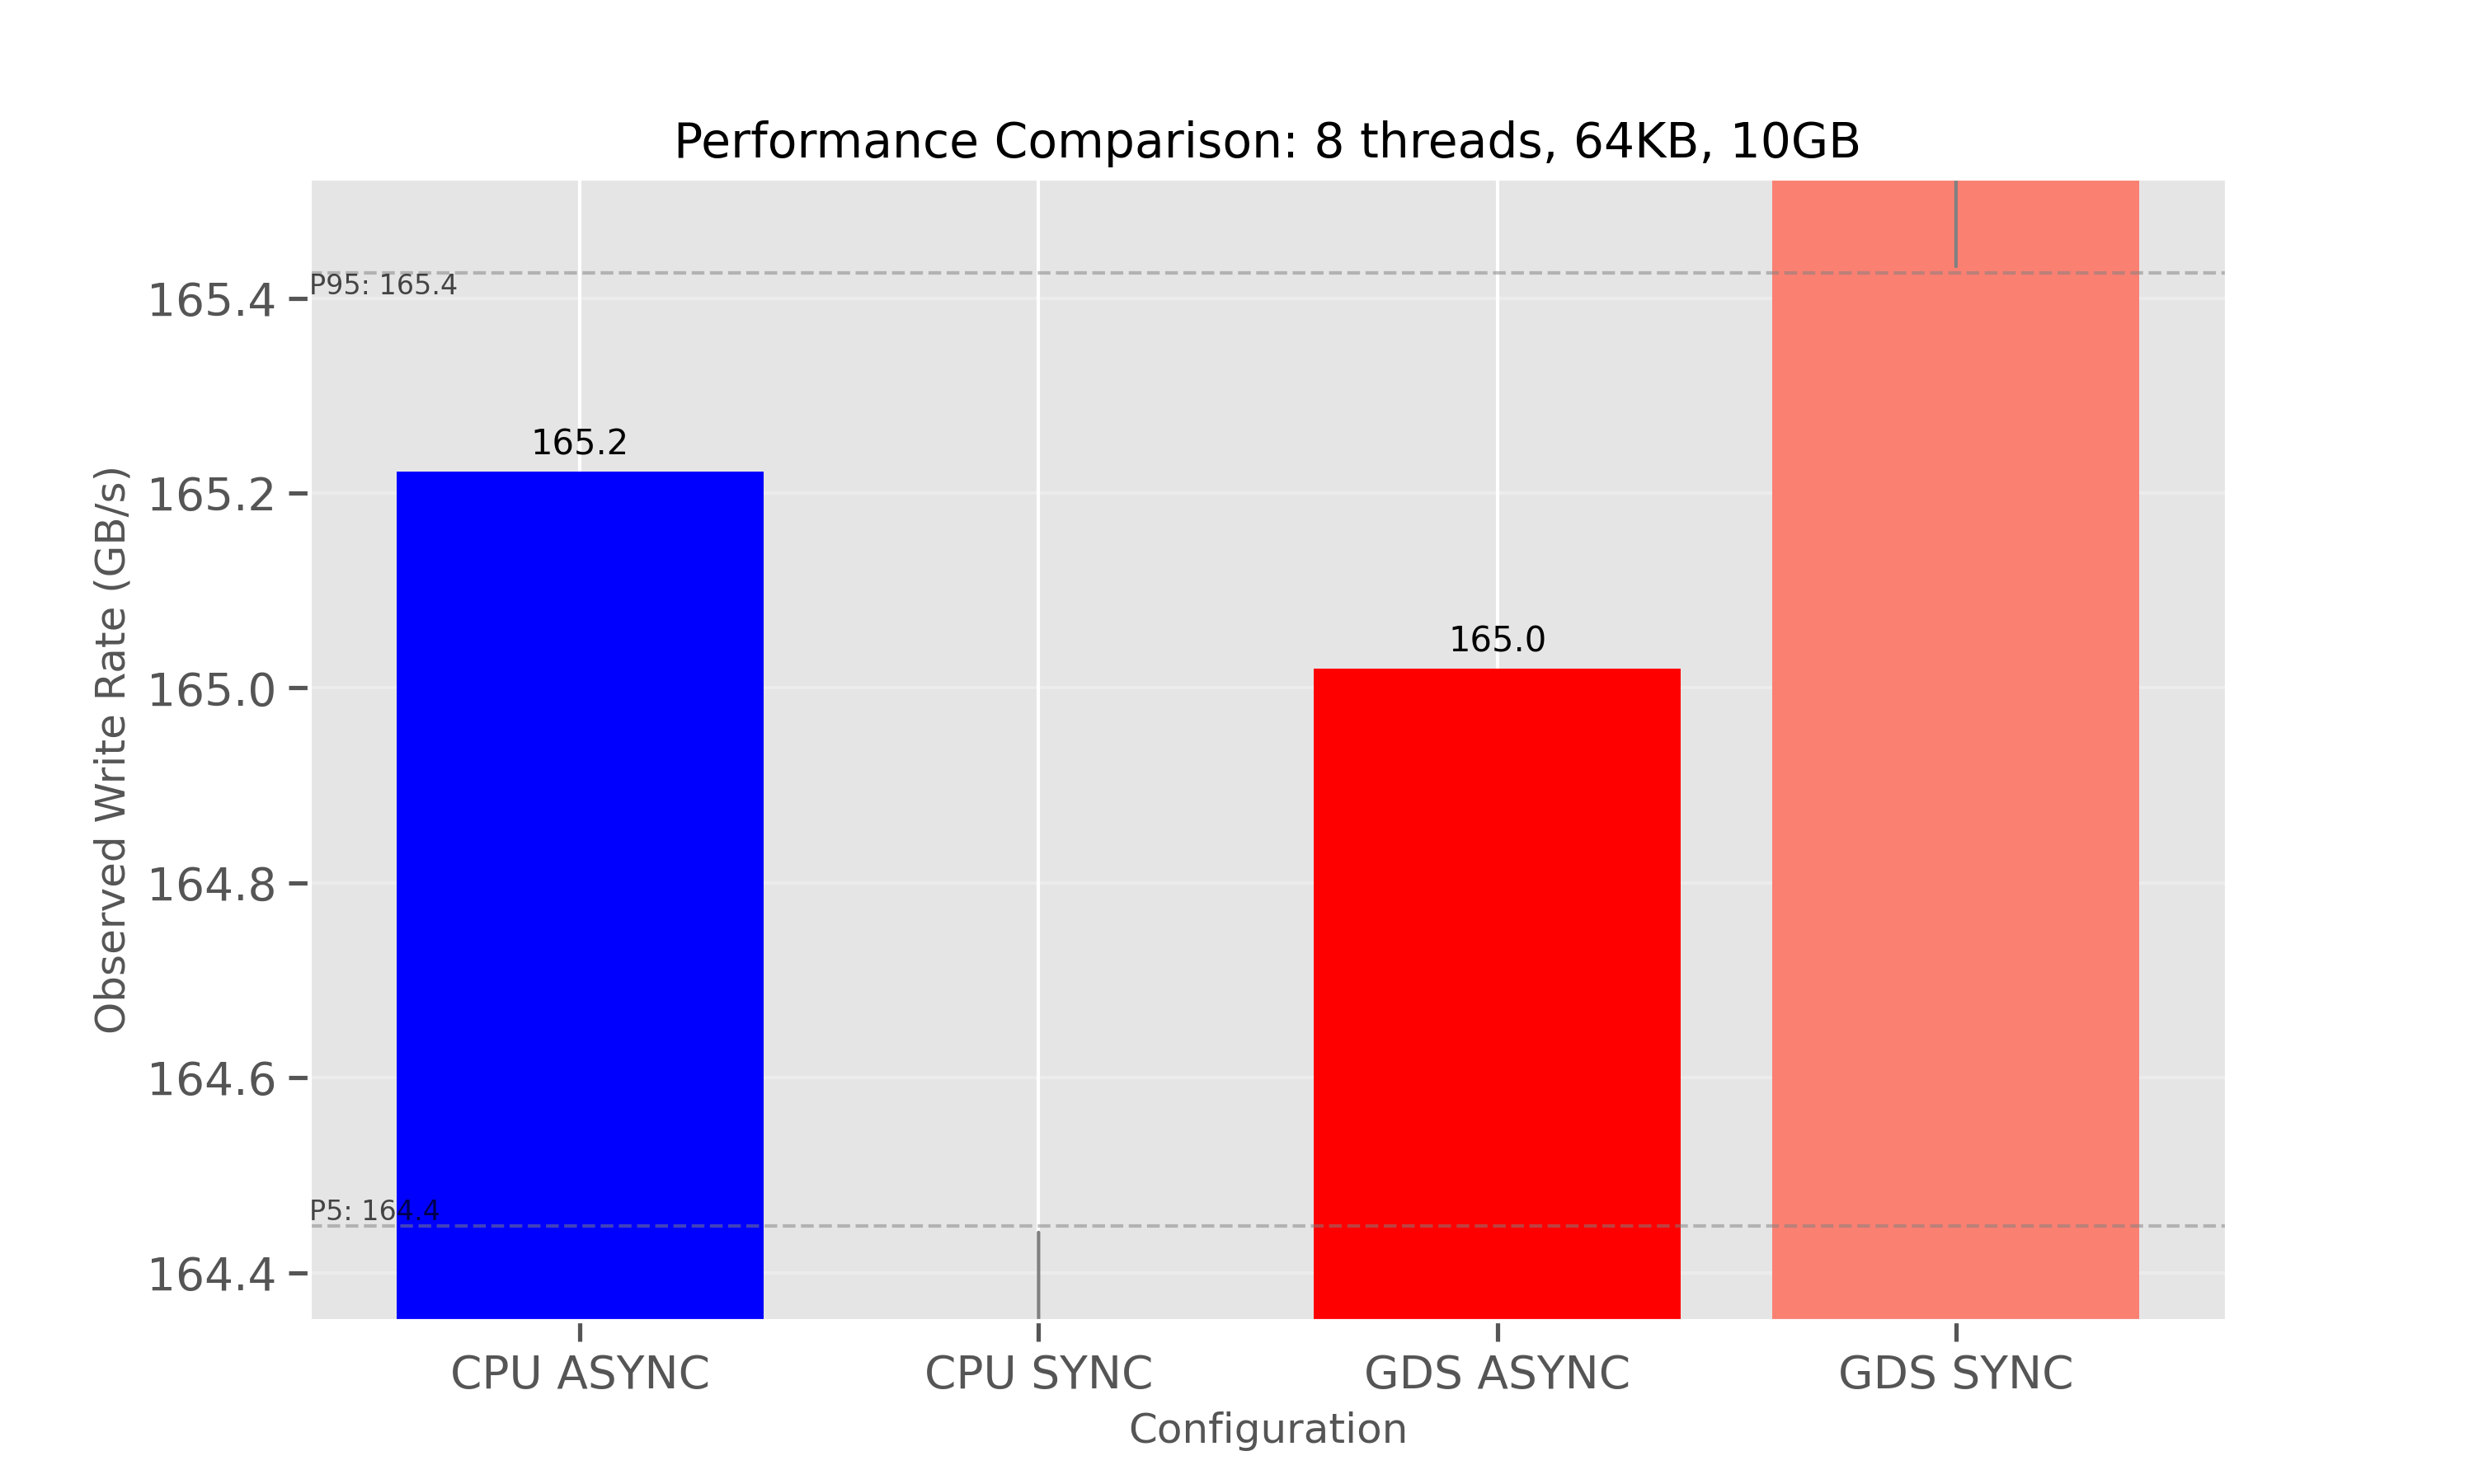 Performance Comparison: 8 threads, 64KB, 10GB
Observed Write Rate (GB/s)
165.4
165.2
165.0
164.8
164.6
164.4
P95: 165.4
165.2
165.0
P5: 164.4
CPU ASYNC
CPU SYNC
GDS ASYNC
GDS SYNC
Configuration